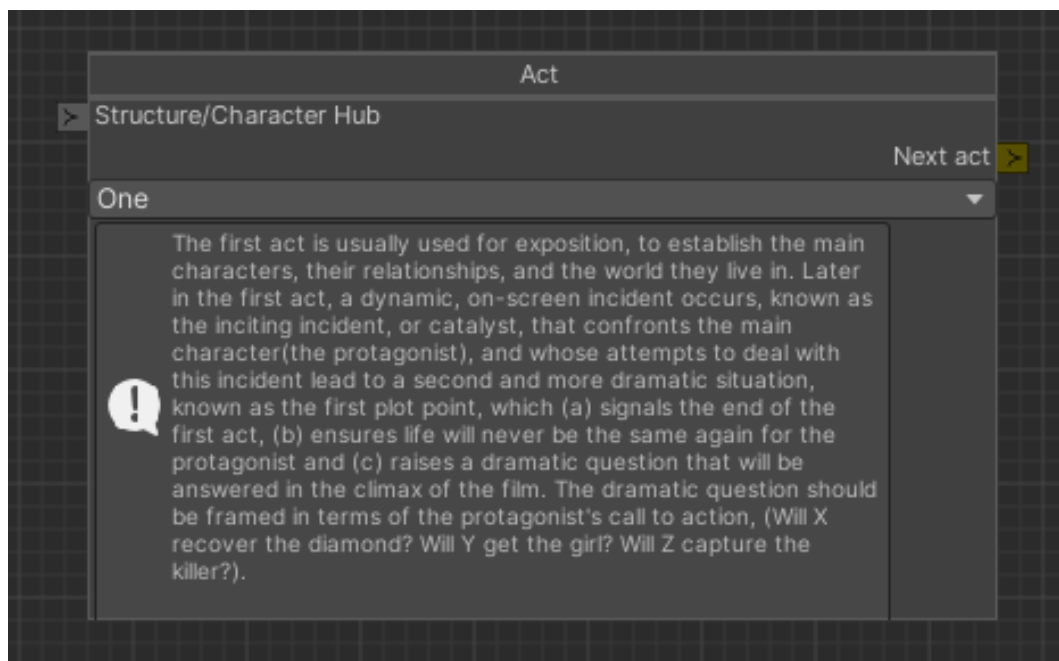 Act
Structure/Character Hub
Next act
One
The first act is usually used for exposition, to establish the main
characters, their relationships, and the world they live in. Later
in the first act, a dynamic, on-screen incident occurs, known as
the inciting incident, or catalyst, that confronts the main
character(the protagonist), and whose attempts to deal with
this incident lead to a second and more dramatic situation,
known as the first plot point, which (a) signals the end of the
first act, (b) ensures life will never be the same again for the
protagonist and (c) raises a dramatic question that will be
answered in the climax of the film. The dramatic question should
be framed in terms of the protagonist's call to action, (Will X
recover the diamond? Will Y get the girl? Will Z capture the
killer?).